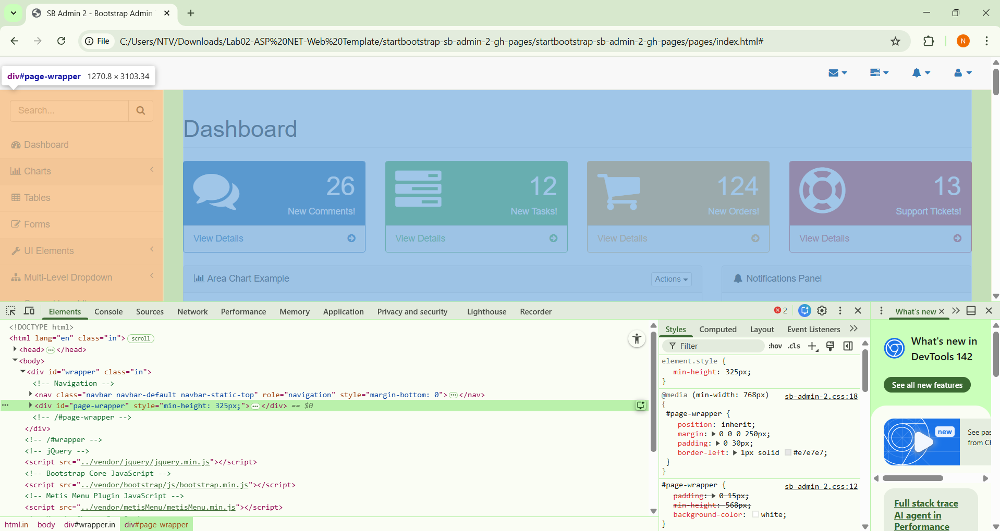 SB Admin 2 - Bootstrap Admin
File
C:/Users/NTV/Downloads/Lab02-ASP%20NET-Web%20Template/startbootstrap-sb-admin-2-gh-pages/startbootstrap-sb-admin-2-gh-pages/pages/index.html#
N
div#page-wrapper 1270.8 × 3103.34
Search...
Dashboard
Charts
Tables
Forms
UI Elements
Multi-Level Dropdown
Dashboard
26
New Comments!
View Details
12
New Tasks!
View Details
124
New Orders!
View Details
13
Support Tickets!
View Details
Area Chart Example
Actions
Notifications Panel
Elements Console Sources Network Performance Memory Application Privacy and security Lighthouse Recorder
2
<!DOCTYPE html>
<html lang="en" class="in"> scroll
<head>…</head>
<body>
<div id="wrapper" class="in">
<!-- Navigation -->
<nav class="navbar navbar-default navbar-static-top" role="navigation" style="margin-bottom: 0">…</nav>
<div id="page-wrapper" style="min-height: 325px;">…</div> == $0
<!-- /#page-wrapper -->
</div>
<!-- /#wrapper -->
<!-- jQuery -->
<script src="../vendor/jquery/jquery.min.js"></script>
<!-- Bootstrap Core JavaScript -->
<script src="../vendor/bootstrap/js/bootstrap.min.js"></script>
<!-- Metis Menu Plugin JavaScript -->
<script src="../vendor/metisMenu/metisMenu.min.js"></script>
html.in body div#wrapper.in div#page-wrapper
Styles Computed Layout Event Listeners
Filter :hov .cls
element.style {
min-height: 325px;
}
@media (min-width: 768px) sb-admin-2.css:18
{
#page-wrapper {
position: inherit;
margin: 0 0 0 250px;
padding: 0 30px;
border-left: 1px solid #e7e7e7;
}
}
#page-wrapper { sb-admin-2.css:12
padding: 0 15px;
min-height: 568px;
background-color: white;
}
What's new
What's new in
DevTools 142
See all new features
new
See pas
from Ch
Full stack trace
AI agent in
Performance